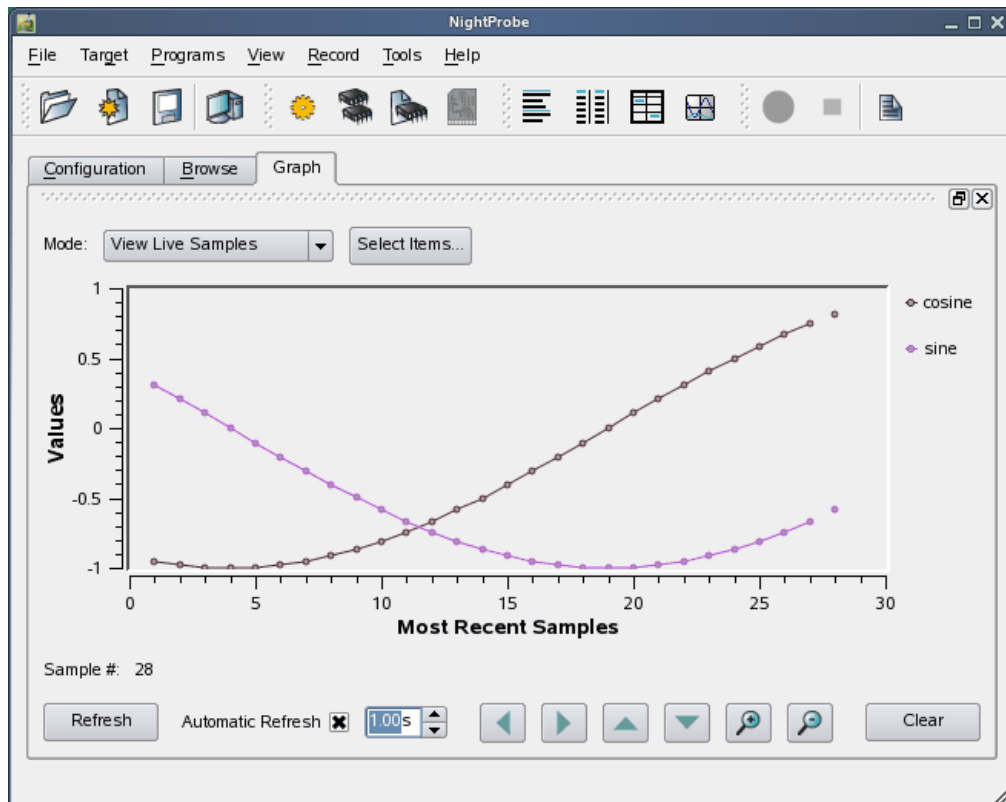 NightProbe
File Target Programs View Record Tools Help
Configuration Browse Graph
Mode: View Live Samples Select Items...
1
0.5
0
-0.5
-1
Values
cosine
sine
0 5 10 15 20 25 30
Most Recent Samples
Sample #: 28
Refresh Automatic Refresh 1.00s Clear